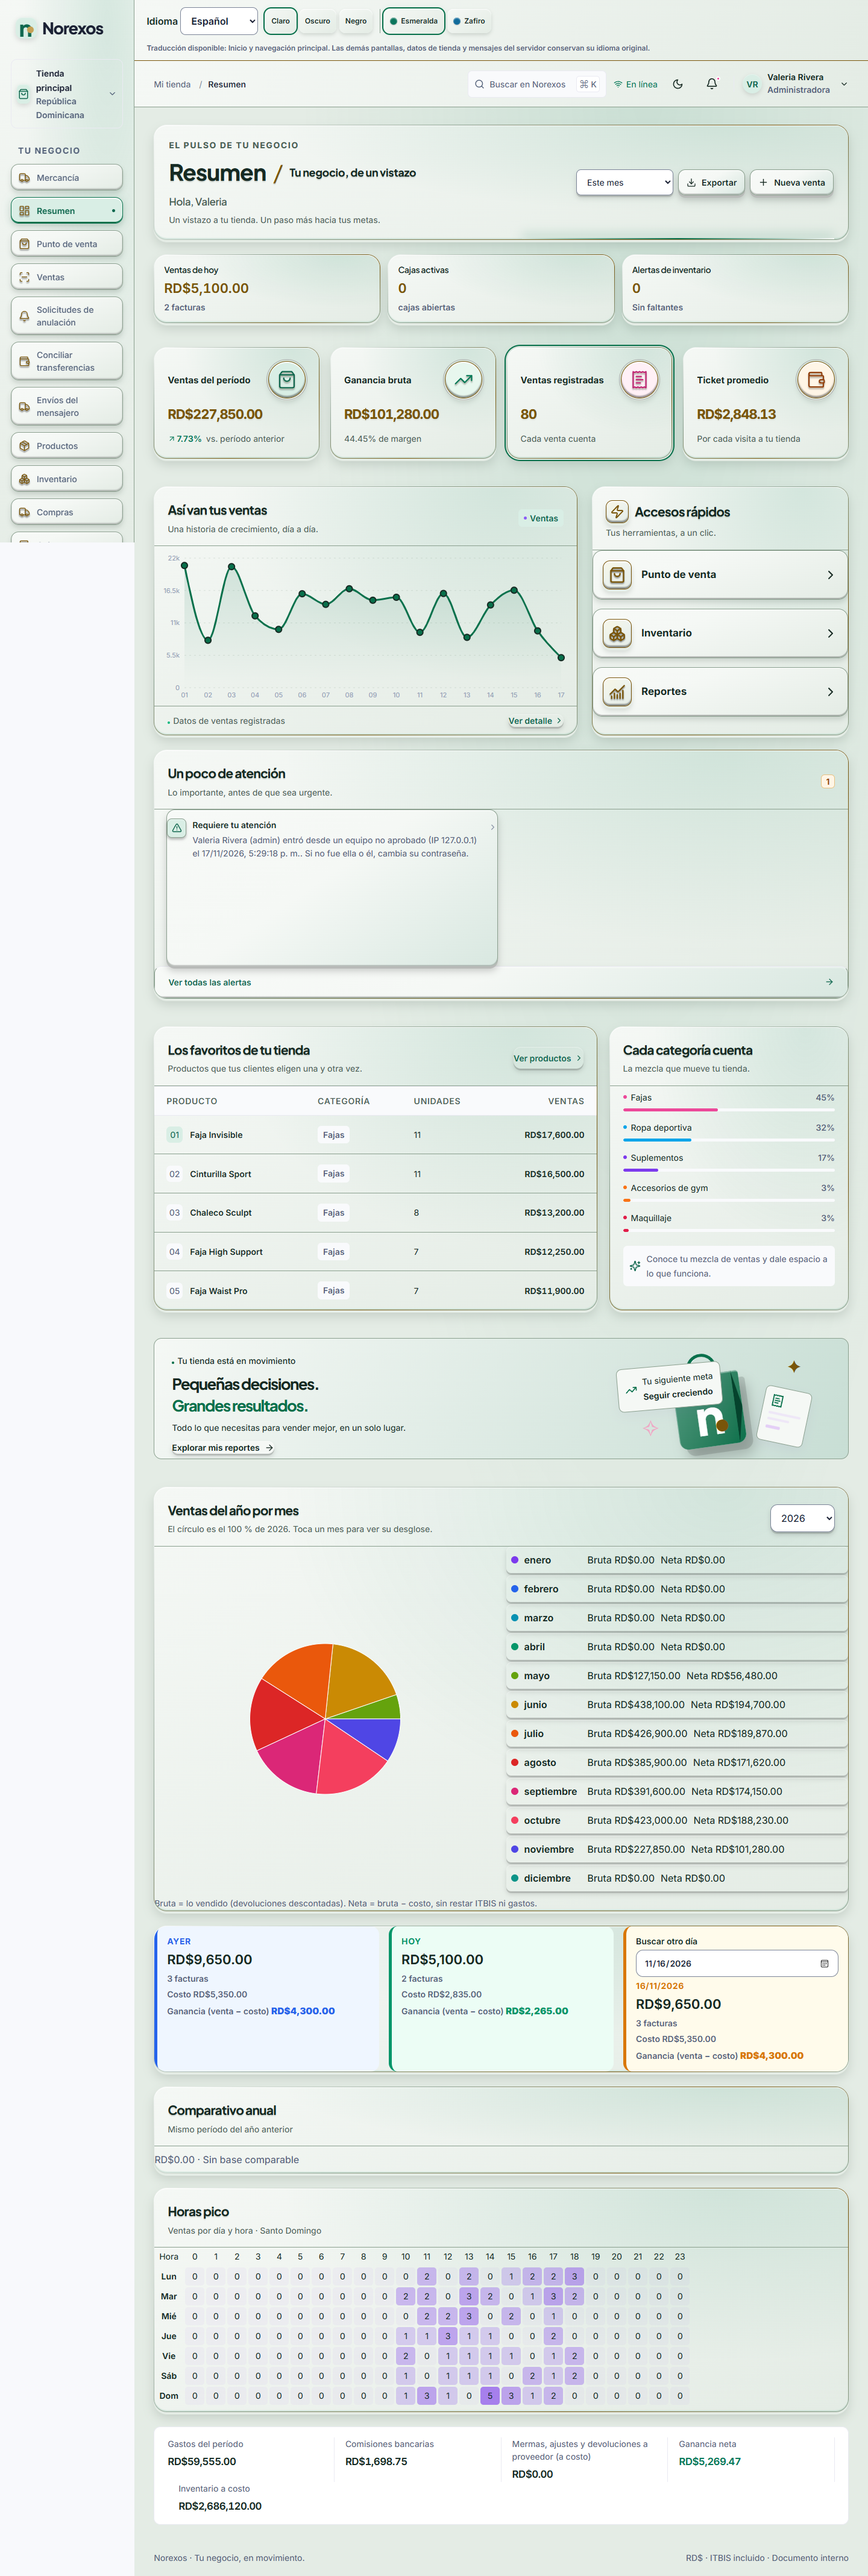 Norexos
Tienda
principal
República
Dominicana
TU NEGOCIO
Mercancía
Resumen
Punto de venta
Ventas
Solicitudes de
anulación
Conciliar
transferencias
Envíos del
mensajero
Productos
Inventario
Compras
Idioma Español Claro Oscuro Negro Esmeralda Zafiro
Traducción disponible: Inicio y navegación principal. Las demás pantallas, datos de tienda y mensajes del servidor conservan su idioma original.
Mi tienda / Resumen
Buscar en Norexos ⌘ K
En línea
VR
Valeria Rivera
Administradora
EL PULSO DE TU NEGOCIO
Resumen / Tu negocio, de un vistazo
Hola, Valeria
Un vistazo a tu tienda. Un paso más hacia tus metas.
Este mes
Exportar
Nueva venta
Ventas de hoy
RD$5,100.00
2 facturas
Cajas activas
0
cajas abiertas
Alertas de inventario
0
Sin faltantes
Ventas del período
RD$227,850.00
7.73% vs. período anterior
Ganancia bruta
RD$101,280.00
44.45% de margen
Ventas registradas
80
Cada venta cuenta
Ticket promedio
RD$2,848.13
Por cada visita a tu tienda
Así van tus ventas
Una historia de crecimiento, día a día.
Ventas
22k
16.5k
11k
5.5k
0
01 02 03 04 05 06 07 08 09 10 11 12 13 14 15 16 17
Datos de ventas registradas
Ver detalle
Accesos rápidos
Tus herramientas, a un clic.
Punto de venta
Inventario
Reportes
Un poco de atención
Lo importante, antes de que sea urgente.
1
Requiere tu atención
Valeria Rivera (admin) entró desde un equipo no aprobado (IP 127.0.0.1)
el 17/11/2026, 5:29:18 p. m.. Si no fue ella o él, cambia su contraseña.
Ver todas las alertas
Los favoritos de tu tienda
Productos que tus clientes eligen una y otra vez.
Ver productos
PRODUCTO CATEGORÍA UNIDADES VENTAS
01 Faja Invisible Fajas 11 RD$17,600.00
02 Cinturilla Sport Fajas 11 RD$16,500.00
03 Chaleco Sculpt Fajas 8 RD$13,200.00
04 Faja High Support Fajas 7 RD$12,250.00
05 Faja Waist Pro Fajas 7 RD$11,900.00
Cada categoría cuenta
La mezcla que mueve tu tienda.
Fajas 45%
Ropa deportiva 32%
Suplementos 17%
Accesorios de gym 3%
Maquillaje 3%
Conoce tu mezcla de ventas y dale espacio a
lo que funciona.
Tu tienda está en movimiento
Pequeñas decisiones.
Grandes resultados.
Todo lo que necesitas para vender mejor, en un solo lugar.
Explorar mis reportes
Tu siguiente meta
Seguir creciendo
n
Ventas del año por mes
El círculo es el 100 % de 2026. Toca un mes para ver su desglose.
2026
enero Bruta RD$0.00 Neta RD$0.00
febrero Bruta RD$0.00 Neta RD$0.00
marzo Bruta RD$0.00 Neta RD$0.00
abril Bruta RD$0.00 Neta RD$0.00
mayo Bruta RD$127,150.00 Neta RD$56,480.00
junio Bruta RD$438,100.00 Neta RD$194,700.00
julio Bruta RD$426,900.00 Neta RD$189,870.00
agosto Bruta RD$385,900.00 Neta RD$171,620.00
septiembre Bruta RD$391,600.00 Neta RD$174,150.00
octubre Bruta RD$423,000.00 Neta RD$188,230.00
noviembre Bruta RD$227,850.00 Neta RD$101,280.00
diciembre Bruta RD$0.00 Neta RD$0.00
Bruta = lo vendido (devoluciones descontadas). Neta = bruta − costo, sin restar ITBIS ni gastos.
AYER
RD$9,650.00
3 facturas
Costo RD$5,350.00
Ganancia (venta − costo) RD$4,300.00
HOY
RD$5,100.00
2 facturas
Costo RD$2,835.00
Ganancia (venta − costo) RD$2,265.00
Buscar otro día
11/16/2026
16/11/2026
RD$9,650.00
3 facturas
Costo RD$5,350.00
Ganancia (venta − costo) RD$4,300.00
Comparativo anual
Mismo período del año anterior
RD$0.00 · Sin base comparable
Horas pico
Ventas por día y hora · Santo Domingo
Hora 0 1 2 3 4 5 6 7 8 9 10 11 12 13 14 15 16 17 18 19 20 21 22 23
Lun 0 0 0 0 0 0 0 0 0 0 0 2 0 2 0 1 2 2 3 0 0 0 0 0
Mar 0 0 0 0 0 0 0 0 0 0 2 2 0 3 2 0 1 3 2 0 0 0 0 0
Mié 0 0 0 0 0 0 0 0 0 0 0 2 2 3 0 2 0 1 0 0 0 0 0 0
Jue 0 0 0 0 0 0 0 0 0 0 1 1 3 1 1 0 0 2 0 0 0 0 0 0
Vie 0 0 0 0 0 0 0 0 0 0 2 0 1 1 1 1 0 1 2 0 0 0 0 0
Sáb 0 0 0 0 0 0 0 0 0 0 1 0 1 1 1 0 2 1 2 0 0 0 0 0
Dom 0 0 0 0 0 0 0 0 0 0 1 3 1 0 5 3 1 2 0 0 0 0 0 0
Gastos del período
RD$59,555.00
Comisiones bancarias
RD$1,698.75
Mermas, ajustes y devoluciones a
proveedor (a costo)
RD$0.00
Ganancia neta
RD$5,269.47
Inventario a costo
RD$2,686,120.00
Norexos · Tu negocio, en movimiento.
RD$ · ITBIS incluido · Documento interno